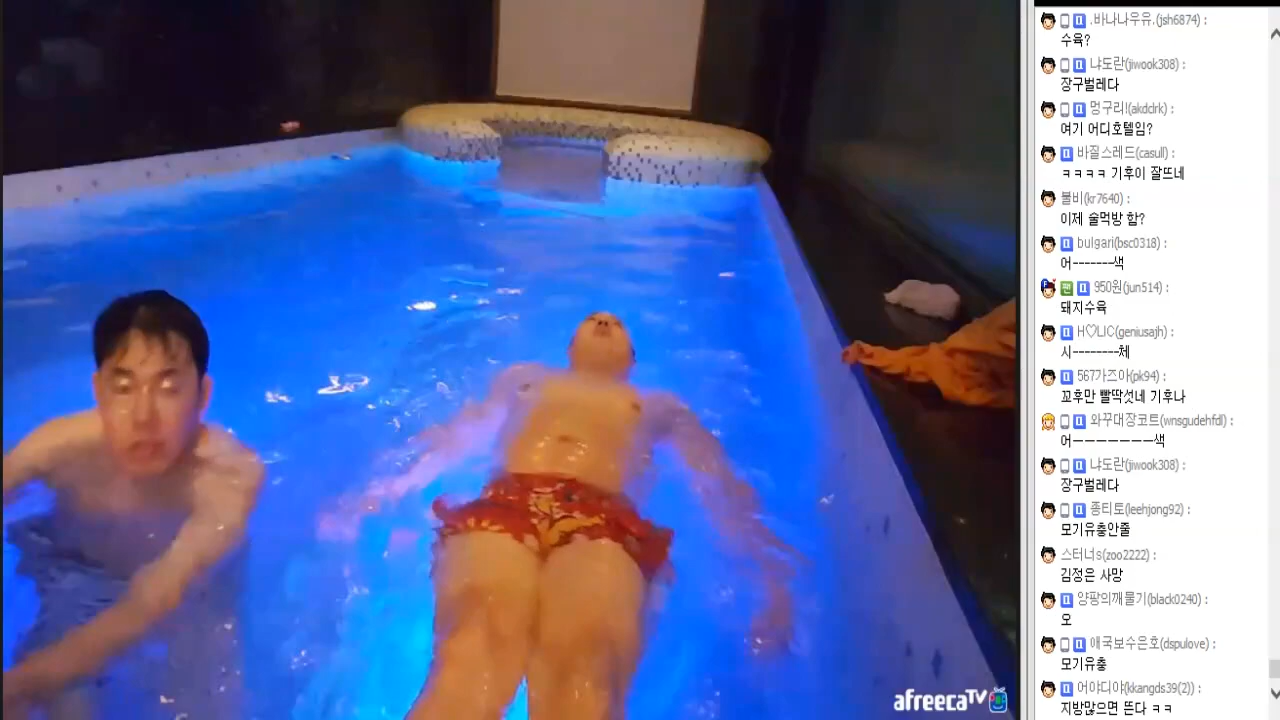 .바나나우유.(jsh6874) :
수육?
냐도란(jiwook308) :
장구벌레다
멍구리!(akdclrk) :
여기 어디호텔임?
바질스레드(casull) :
ㅋㅋㅋㅋ 기후이 잘뜨네
불비(kr7640) :
이제 술먹방 함?
bulgari(bsc0318) :
어-------색
950원(jun514) :
돼지수육
H♡LIC(geniusajh) :
시--------체
567가즈아(pk94) :
꼬추만 빨딱섯네 기후나
와꾸대장코트(wnsgudehfdl) :
어ㅡㅡㅡㅡㅡㅡㅡ색
냐도란(jiwook308) :
장구벌레다
종티토(leehjong92) :
모기유충안줄
스터너s(zoo2222) :
김정은 사망
양팡의깨물기(black0240) :
오
애국보수은호(dspulove) :
모기유충
어야디야(kkangds39(2)) :
지방많으면 뜬다 ㅋㅋ
afreecaTV